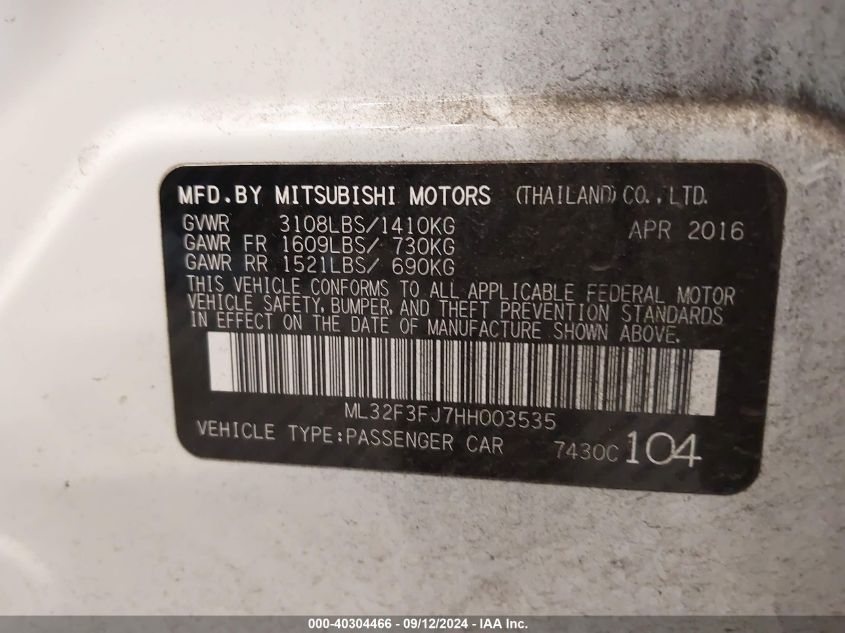 MFD.BY MITSUBISHI MOTORS (THAILAND) CO., LTD.
GVWR 3108LBS/1410KG APR 2016
GAWR FR 1609LBS/ 730KG
GAWR RR 1521LBS/ 690KG
THIS VEHICLE CONFORMS TO ALL APPLICABLE FEDERAL MOTOR
VEHICLE SAFETY, BUMPER, AND THEFT PREVENTION STANDARDS
IN EFFECT ON THE DATE OF MANUFACTURE SHOWN ABOVE.
ML32F3FJ7HH003535
VEHICLE TYPE:PASSENGER CAR 7430C 104
000-40304466 - 09/12/2024 - IAA Inc.